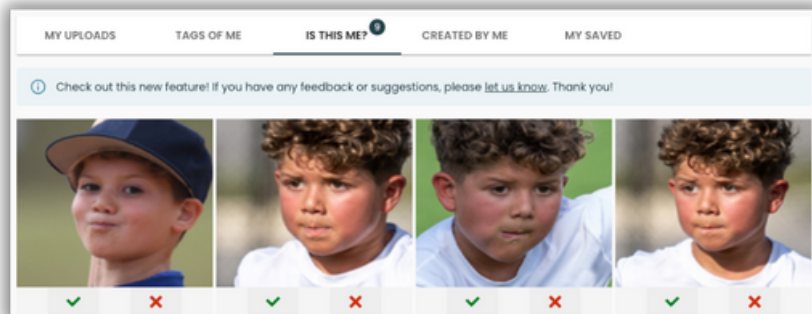 MY UPLOADS TAGS OF ME IS THIS ME? 9 CREATED BY ME MY SAVED
Check out this new feature! If you have any feedback or suggestions, please let us know. Thank you!